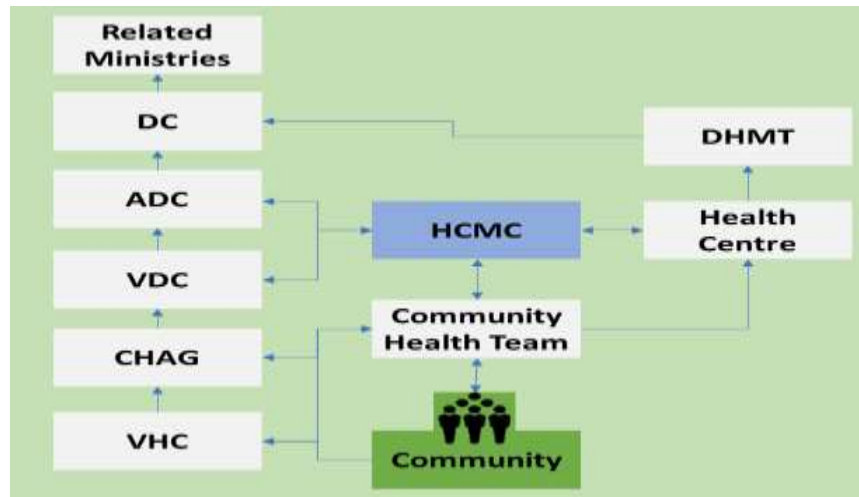 Related
Ministries
DC
DHMT
ADC
HCMC
Health
Centre
VDC
Community
Health Team
CHAG
VHC
Community